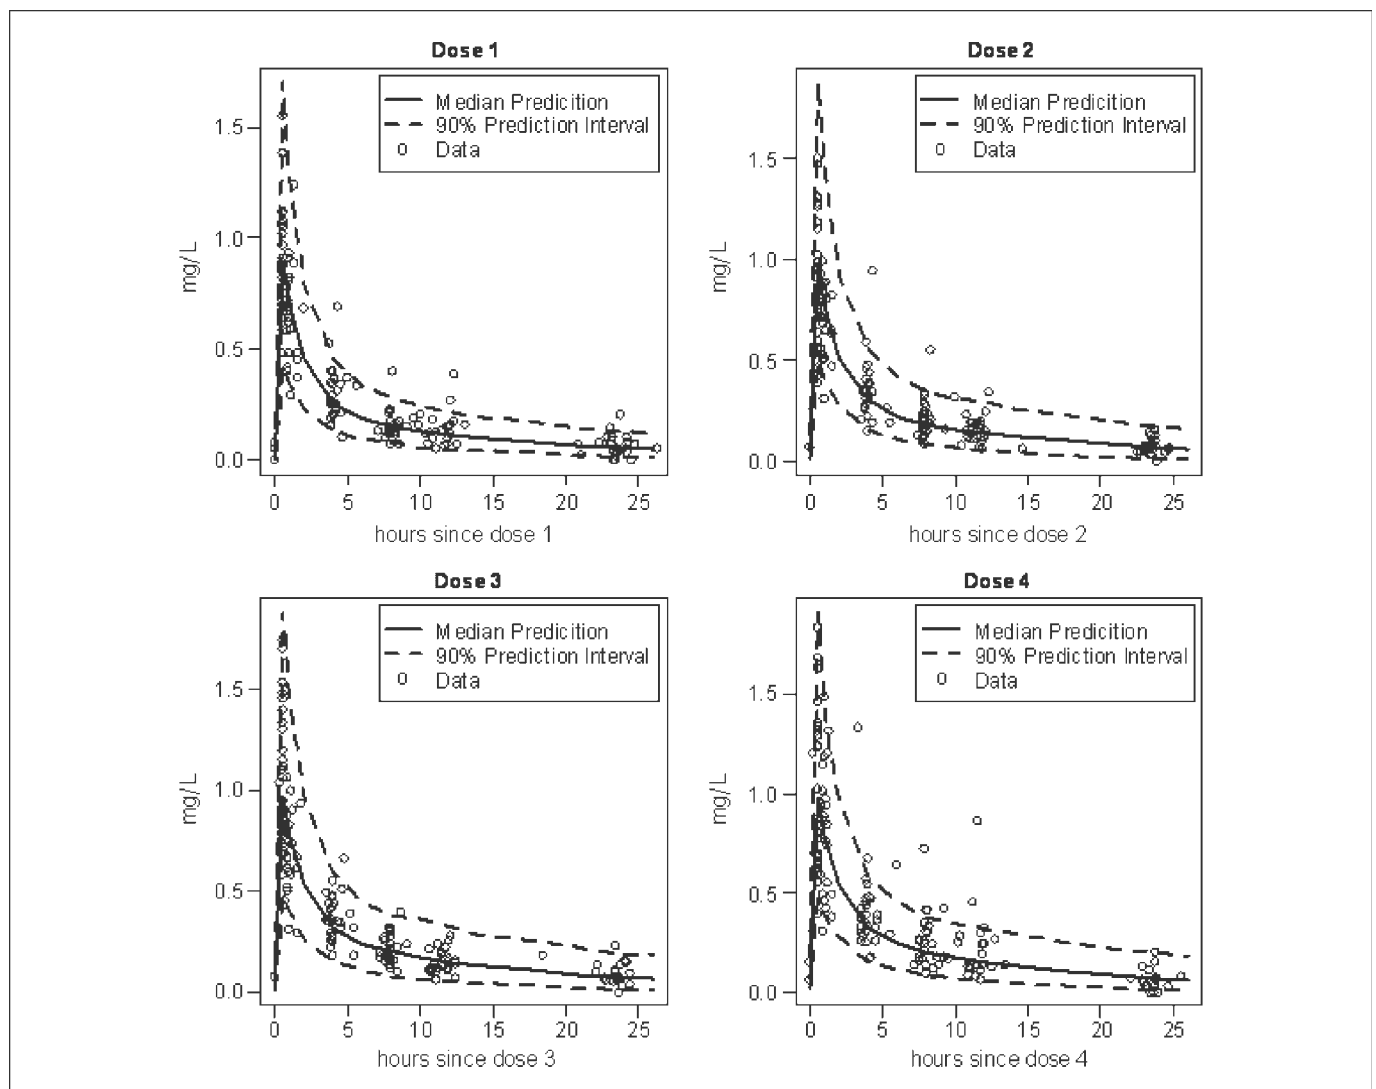 Dose 1
Median Predicition
90% Prediction Interval
Data
mg/L
1.5
1.0
0.5
0.0
0 5 10 15 20 25
hours since dose 1
Dose 2
Median Predicition
90% Prediction Interval
Data
mg/L
1.5
1.0
0.5
0.0
0 5 10 15 20 25
hours since dose 2
Dose 3
Median Predicition
90% Prediction Interval
Data
mg/L
1.5
1.0
0.5
0.0
0 5 10 15 20 25
hours since dose 3
Dose 4
Median Predicition
90% Prediction Interval
Data
mg/L
1.5
1.0
0.5
0.0
0 5 10 15 20 25
hours since dose 4